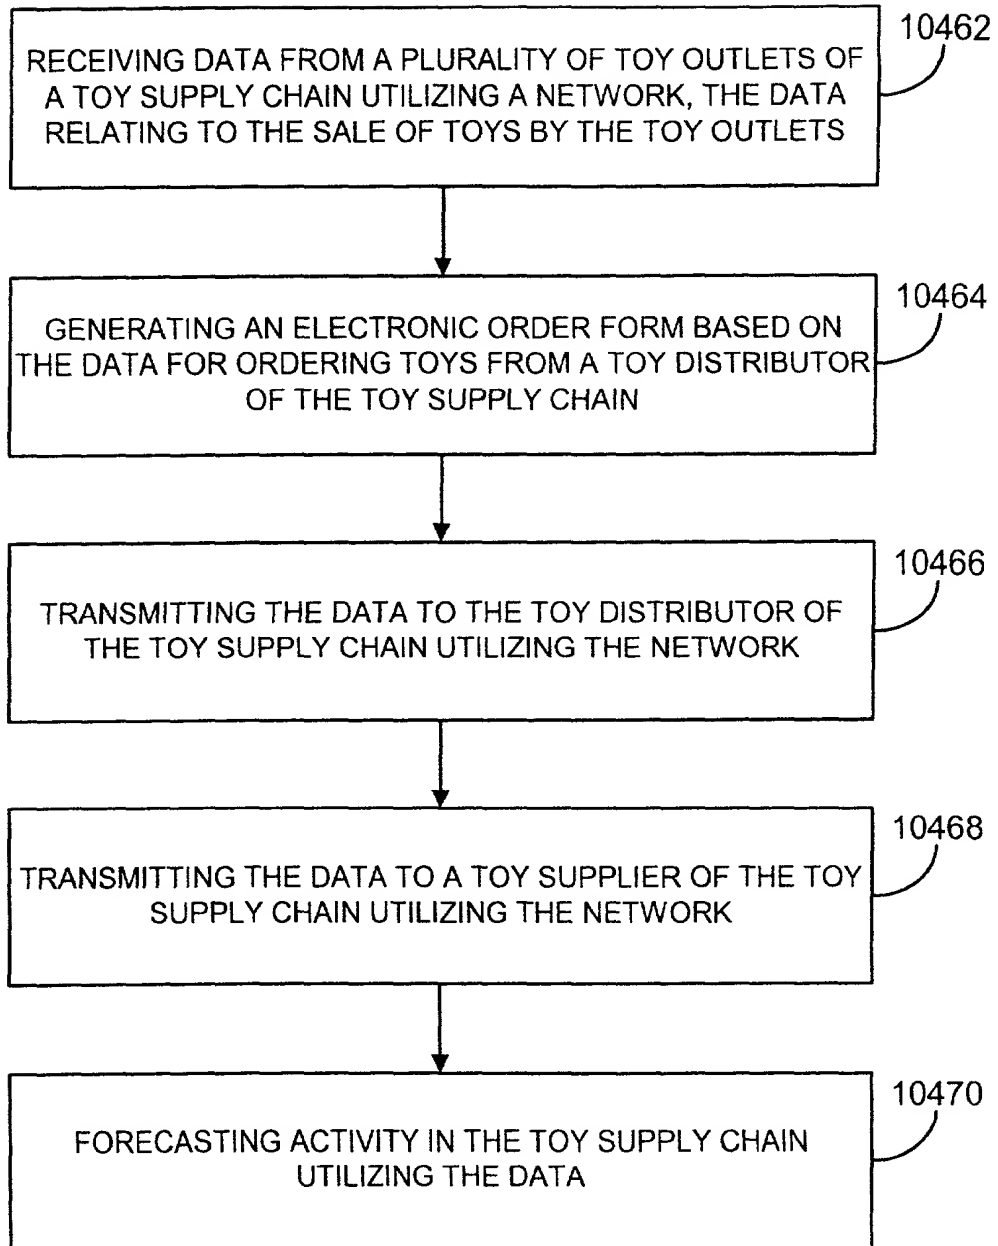 10462
RECEIVING DATA FROM A PLURALITY OF TOY OUTLETS OF
A TOY SUPPLY CHAIN UTILIZING A NETWORK, THE DATA
RELATING TO THE SALE OF TOYS BY THE TOY OUTLETS
10464
GENERATING AN ELECTRONIC ORDER FORM BASED ON
THE DATA FOR ORDERING TOYS FROM A TOY DISTRIBUTOR
OF THE TOY SUPPLY CHAIN
10466
TRANSMITTING THE DATA TO THE TOY DISTRIBUTOR OF
THE TOY SUPPLY CHAIN UTILIZING THE NETWORK
10468
TRANSMITTING THE DATA TO A TOY SUPPLIER OF THE TOY
SUPPLY CHAIN UTILIZING THE NETWORK
10470
FORECASTING ACTIVITY IN THE TOY SUPPLY CHAIN
UTILIZING THE DATA